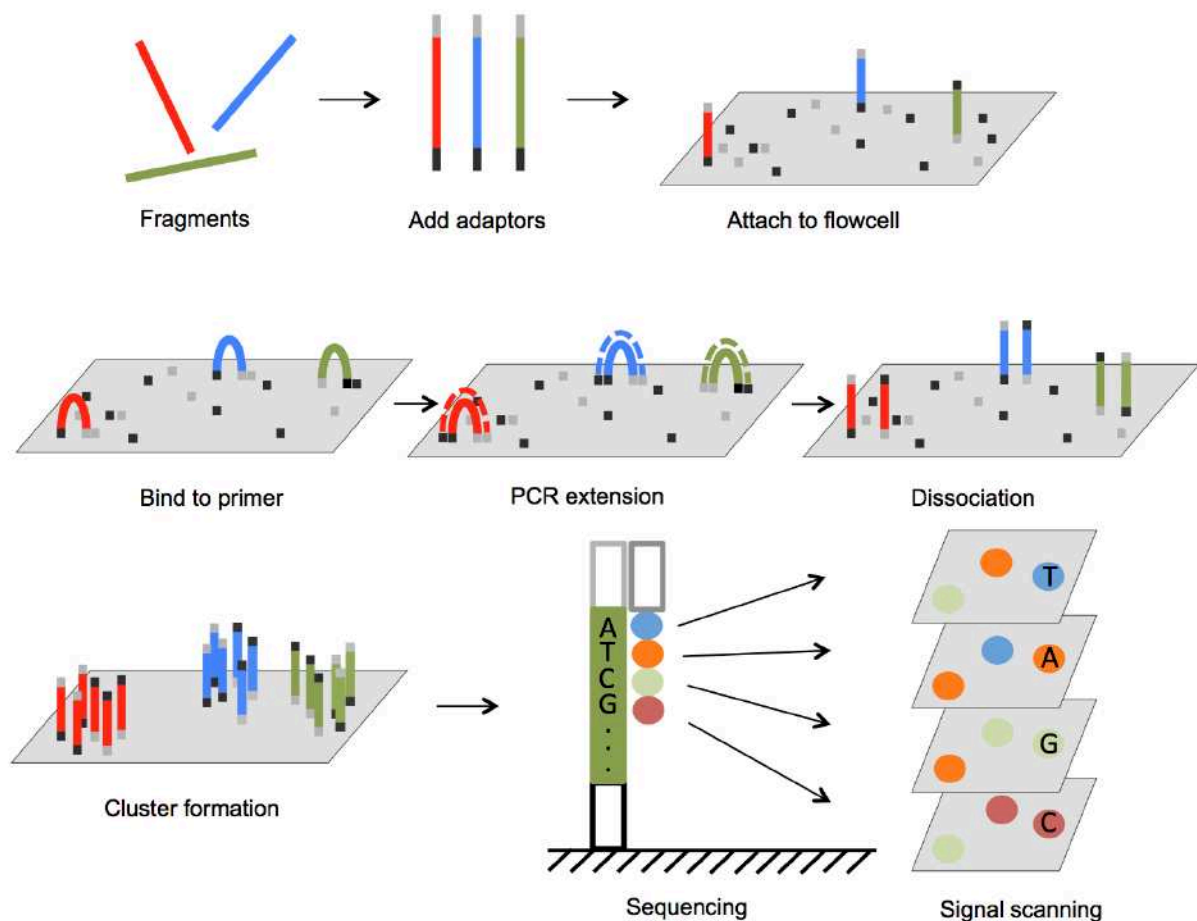 Fragments
Add adaptors
Attach to flowcell
Bind to primer
PCR extension
Dissociation
Cluster formation
A
T
C
G
.
.
.
Sequencing
T
A
G
C
Signal scanning